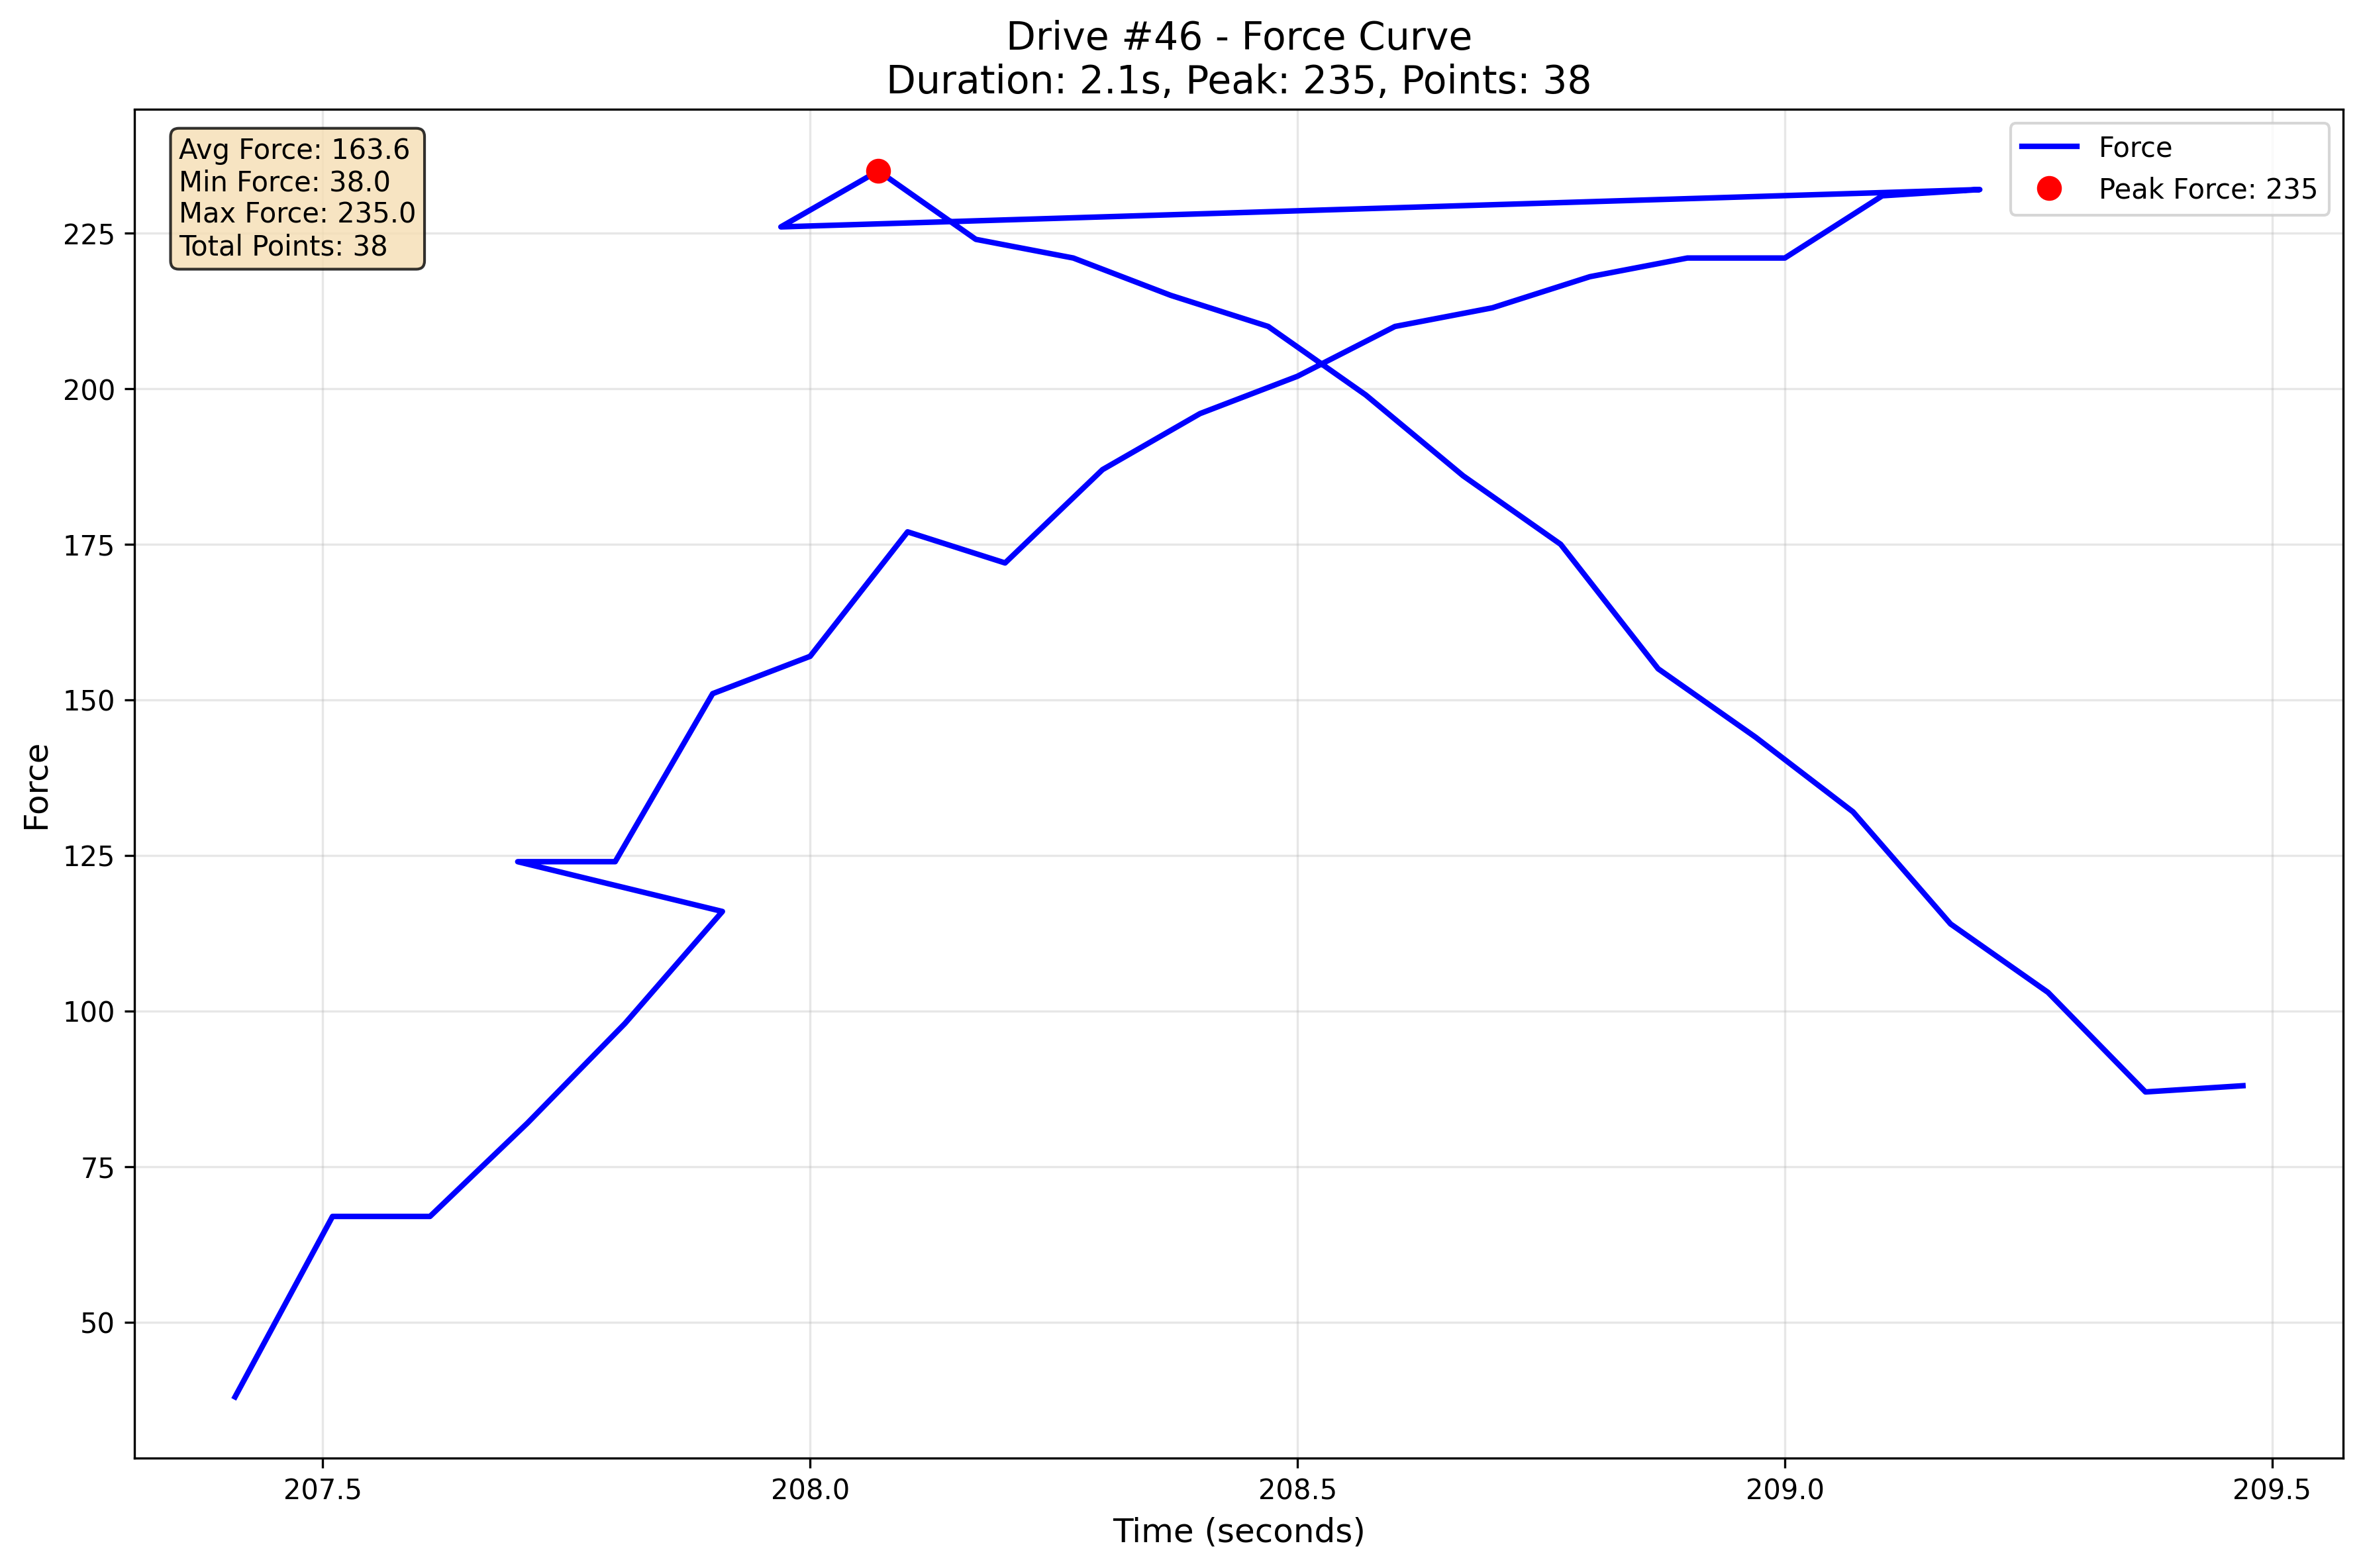 Drive #46 - Force Curve
Duration: 2.1s, Peak: 235, Points: 38
Avg Force: 163.6
Min Force: 38.0
Max Force: 235.0
Total Points: 38
Force
Peak Force: 235
225
200
175
150
125
100
75
50
Force
207.5
208.0
208.5
209.0
209.5
Time (seconds)